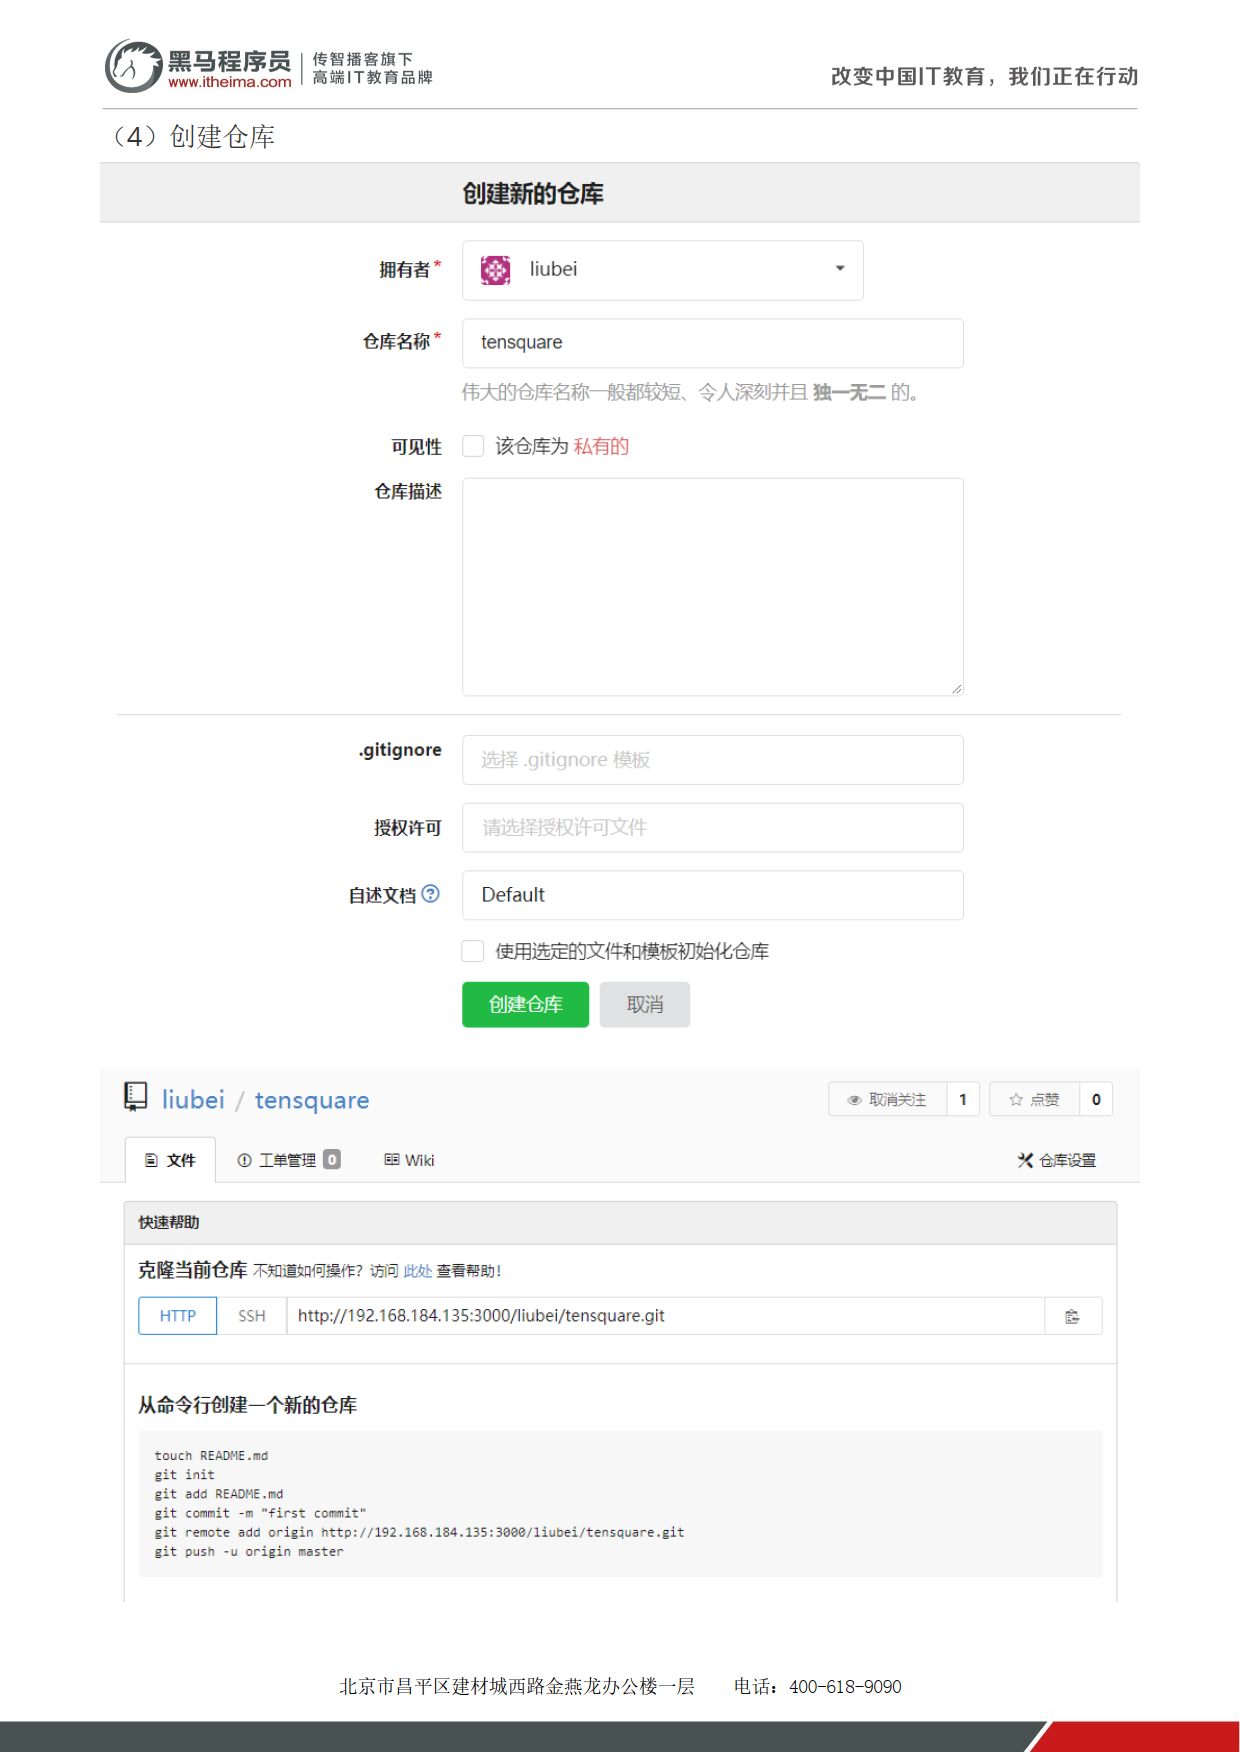 黑马程序员
www.itheima.com
传智播客旗下
高端IT教育品牌
改变中国IT教育，我们正在行动
（4）创建仓库
创建新的仓库
拥有者*
liubei
仓库名称*
tensquare
伟大的仓库名称一般都较短、令人深刻并且 独一无二 的。
可见性
该仓库为 私有的
仓库描述
.gitignore
选择 .gitignore 模板
授权许可
请选择授权许可文件
自述文档
Default
使用选定的文件和模板初始化仓库
创建仓库
取消
liubei / tensquare
取消关注 1
点赞 0
文件
工单管理 0
Wiki
仓库设置
快速帮助
克隆当前仓库 不知道如何操作？访问 此处 查看帮助！
HTTP SSH http://192.168.184.135:3000/liubei/tensquare.git
从命令行创建一个新的仓库
touch README.md
git init
git add README.md
git commit -m "first commit"
git remote add origin http://192.168.184.135:3000/liubei/tensquare.git
git push -u origin master
北京市昌平区建材城西路金燕龙办公楼一层 电话：400-618-9090